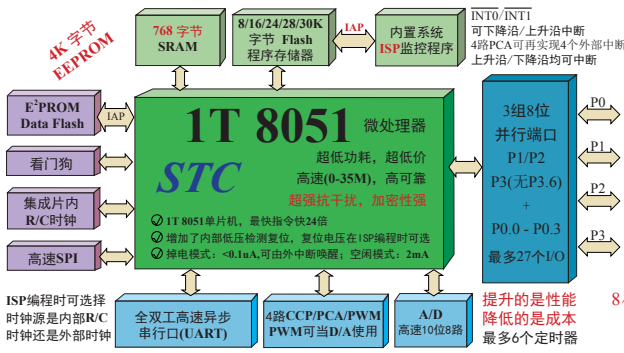 4K 字节
EEPROM
768 字节
SRAM
8/16/24/28/30K
字节 Flash
程序存储器
IAP
内置系统
ISP监控程序
INT0/INT1
可下降沿/上升沿中断
4路PCA可再实现4个外部中断
上升沿/下降沿均可中断
E²PROM
Data Flash
IAP
看门狗
集成片内
R/C时钟
高速SPI
1T 8051 微处理器
STC
超低功耗，超低价
高速(0-35M)，高可靠
超强抗干扰，加密性强
1T 8051单片机，最快指令快24倍
增加了内部低压检测复位，复位电压在ISP编程时可选
掉电模式：<0.1uA,可由外中断唤醒；空闲模式：2mA
3组8位
并行端口
P1/P2
P3(无P3.6)
+
P0.0 - P0.3
最多27个I/O
P0
P1
P2
P3
ISP编程时可选择
时钟源是内部R/C
时钟还是外部时钟
全双工高速异步
串行口(UART)
4路CCP/PCA/PWM
PWM可当D/A使用
A/D
高速10位8路
提升的是性能
降低的是成本
最多6个定时器
8